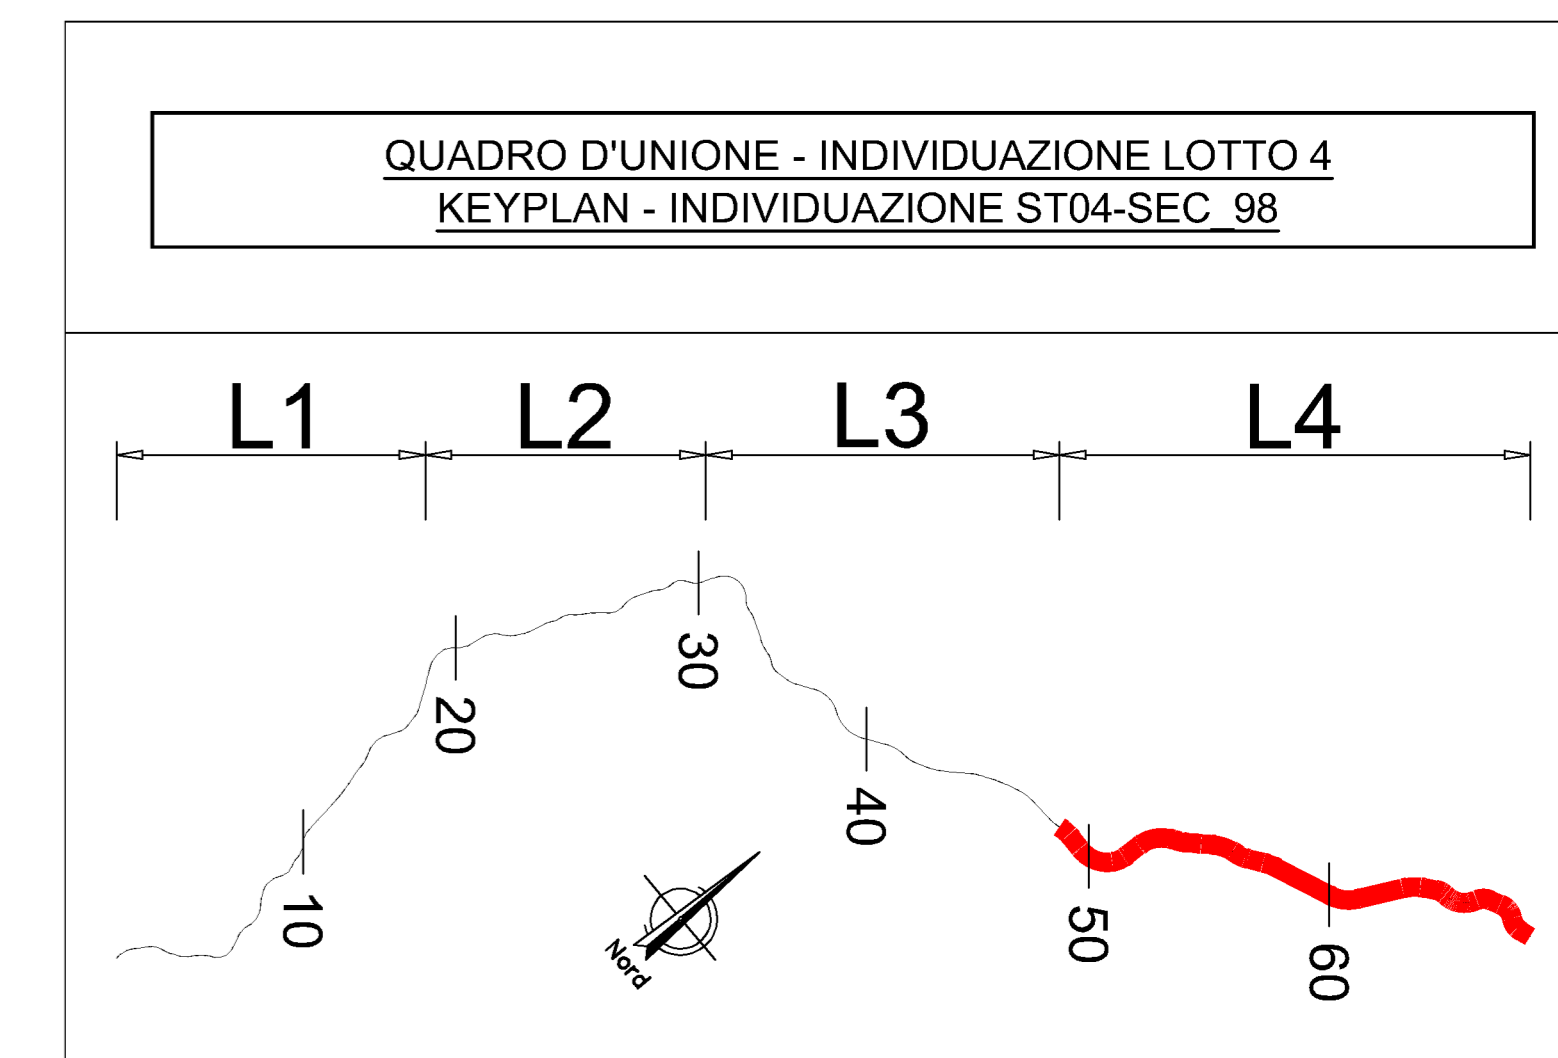 QUADRO D'UNIONE - INDIVIDUAZIONE LOTTO 4
KEYPLAN - INDIVIDUAZIONE ST04-SEC_98
L1 L2 L3 L4
30
20
40
10
50
60
Nord